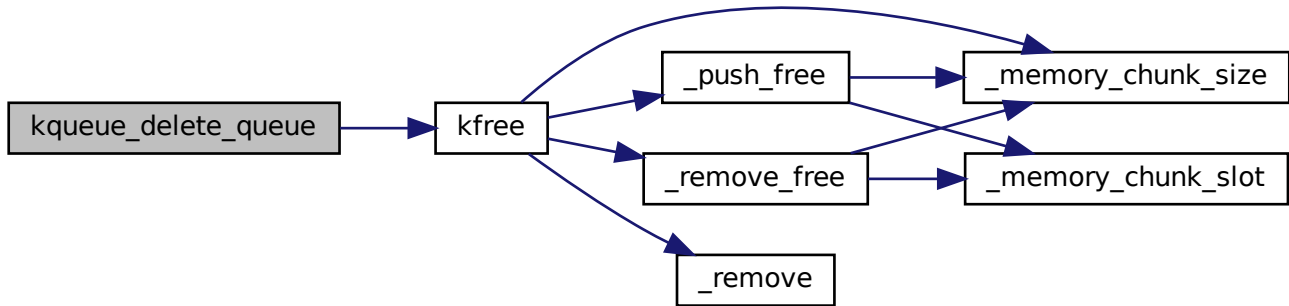 kqueue_delete_queue
kfree
_push_free
_remove_free
_remove
_memory_chunk_size
_memory_chunk_slot